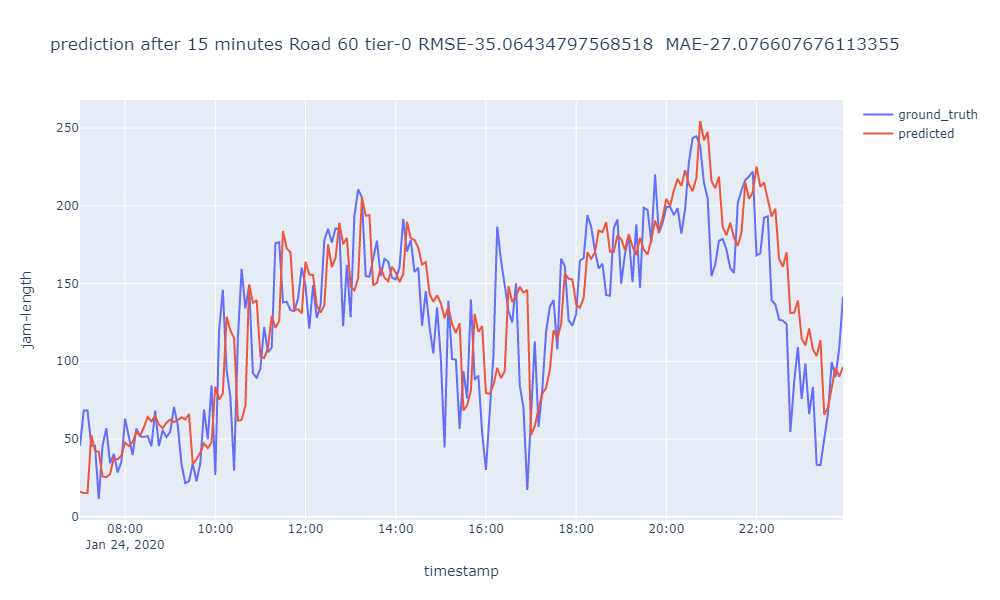 prediction after 15 minutes Road 60 tier-0 RMSE-35.06434797568518  MAE-27.076607676113355
ground_truth
predicted
250
200
150
100
50
0
jam-length
08:00 10:00 12:00 14:00 16:00 18:00 20:00 22:00
Jan 24, 2020
timestamp